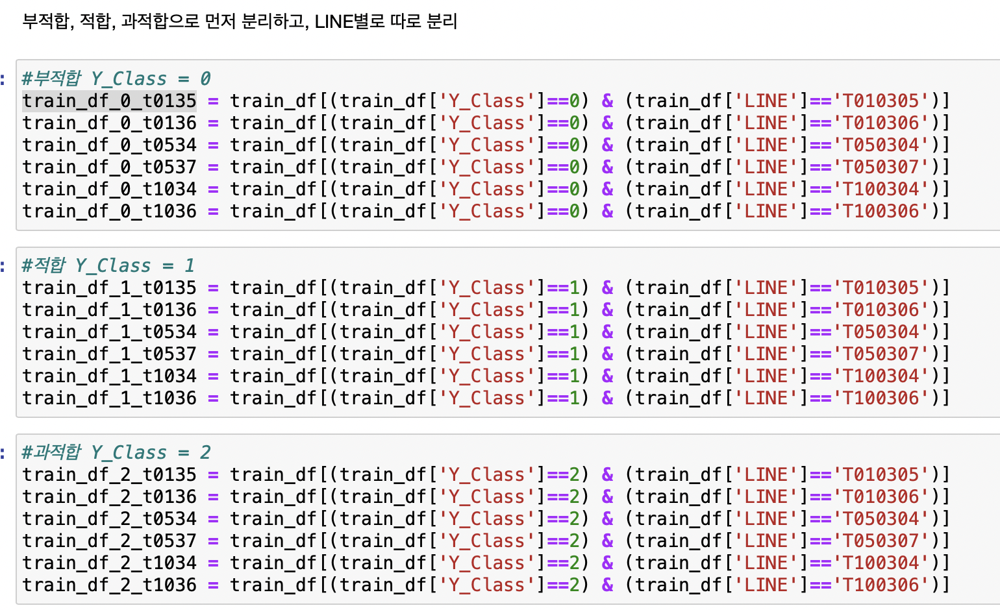 부적합, 적합, 과적합으로 먼저 분리하고, LINE별로 따로 분리
:
#부적합 Y_Class = 0
train_df_0_t0135 = train_df[(train_df['Y_Class']==0) & (train_df['LINE']=='T010305')]
train_df_0_t0136 = train_df[(train_df['Y_Class']==0) & (train_df['LINE']=='T010306')]
train_df_0_t0534 = train_df[(train_df['Y_Class']==0) & (train_df['LINE']=='T050304')]
train_df_0_t0537 = train_df[(train_df['Y_Class']==0) & (train_df['LINE']=='T050307')]
train_df_0_t1034 = train_df[(train_df['Y_Class']==0) & (train_df['LINE']=='T100304')]
train_df_0_t1036 = train_df[(train_df['Y_Class']==0) & (train_df['LINE']=='T100306')]
:
#적합 Y_Class = 1
train_df_1_t0135 = train_df[(train_df['Y_Class']==1) & (train_df['LINE']=='T010305')]
train_df_1_t0136 = train_df[(train_df['Y_Class']==1) & (train_df['LINE']=='T010306')]
train_df_1_t0534 = train_df[(train_df['Y_Class']==1) & (train_df['LINE']=='T050304')]
train_df_1_t0537 = train_df[(train_df['Y_Class']==1) & (train_df['LINE']=='T050307')]
train_df_1_t1034 = train_df[(train_df['Y_Class']==1) & (train_df['LINE']=='T100304')]
train_df_1_t1036 = train_df[(train_df['Y_Class']==1) & (train_df['LINE']=='T100306')]
:
#과적합 Y_Class = 2
train_df_2_t0135 = train_df[(train_df['Y_Class']==2) & (train_df['LINE']=='T010305')]
train_df_2_t0136 = train_df[(train_df['Y_Class']==2) & (train_df['LINE']=='T010306')]
train_df_2_t0534 = train_df[(train_df['Y_Class']==2) & (train_df['LINE']=='T050304')]
train_df_2_t0537 = train_df[(train_df['Y_Class']==2) & (train_df['LINE']=='T050307')]
train_df_2_t1034 = train_df[(train_df['Y_Class']==2) & (train_df['LINE']=='T100304')]
train_df_2_t1036 = train_df[(train_df['Y_Class']==2) & (train_df['LINE']=='T100306')]